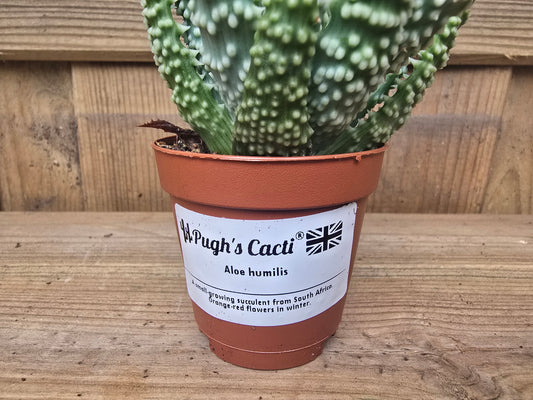 Pugh's Cacti®
Aloe humilis
A small-growing succulent from South Africa.
Orange-red flowers in winter.